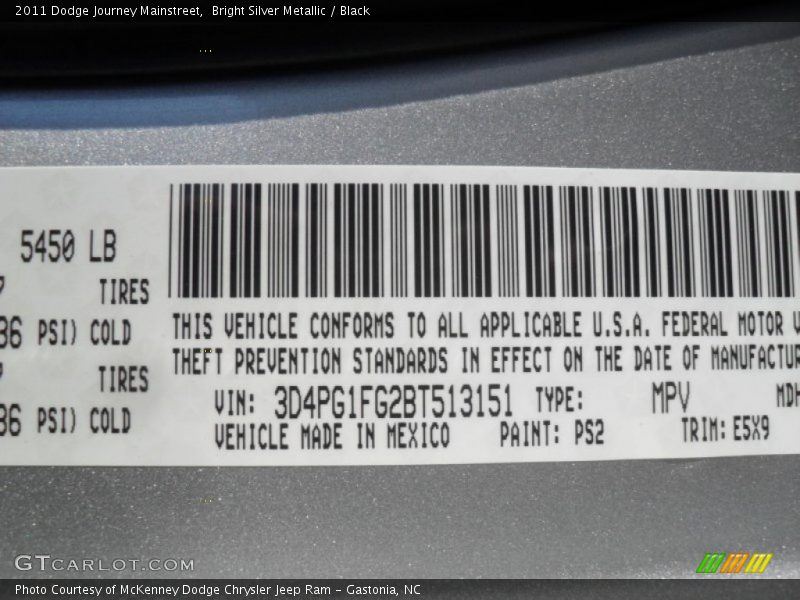 2011 Dodge Journey Mainstreet,  Bright Silver Metallic / Black
5450 LB
TIRES
PSI) COLD
TIRES
PSI) COLD
THIS VEHICLE CONFORMS TO ALL APPLICABLE U.S.A. FEDERAL MOTOR
THEFT PREVENTION STANDARDS IN EFFECT ON THE DATE OF
VIN: 3D4PG1FG2BT513151 TYPE: MPV
VEHICLE MADE IN MEXICO PAINT: PS2 TRIM: E5X9
GTCARLOT.COM
Photo Courtesy of McKenney Dodge Chrysler Jeep Ram – Gastonia, NC